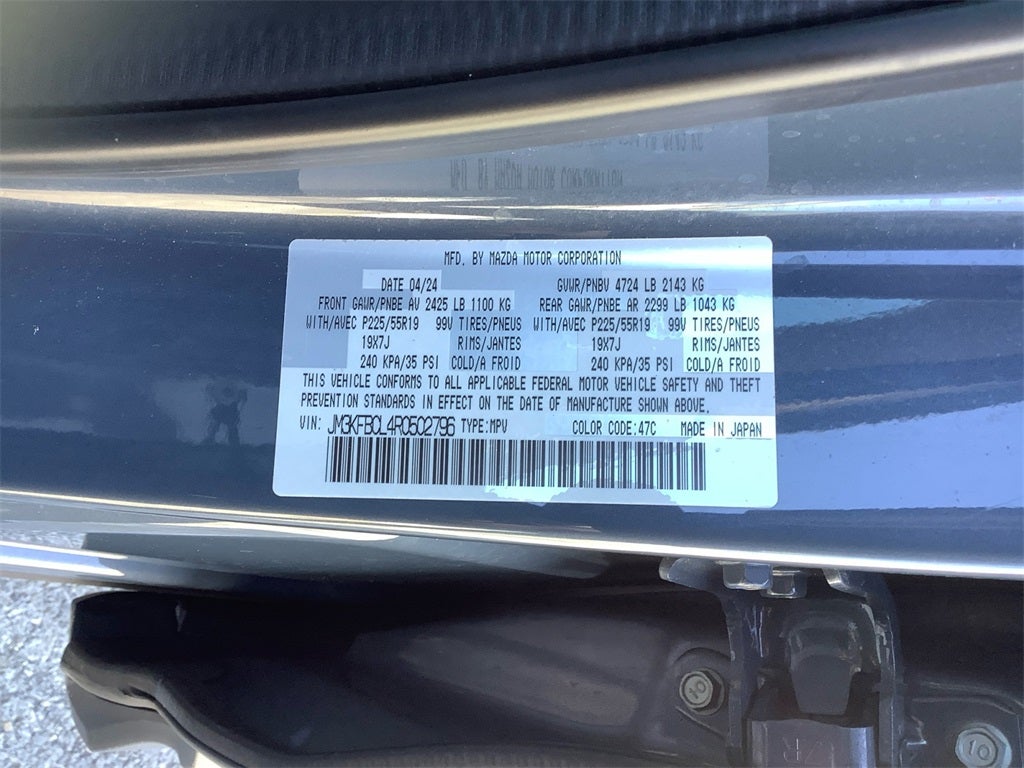 MFD. BY MAZDA MOTOR CORPORATION
DATE 04/24 GVWR/PNBV 4724 LB 2143 KG
FRONT GAWR/PNBE AV 2425 LB 1100 KG REAR GAWR/PNBE AR 2299 LB 1043 KG
WITH/AVEC P225/55R19 99V TIRES/PNEUS WITH/AVEC P225/55R19 99V TIRES/PNEUS
19X7J RIMS/JANTES 19X7J RIMS/JANTES
240 KPA/35 PSI COLD/A FROID 240 KPA/35 PSI COLD/A FROID
THIS VEHICLE CONFORMS TO ALL APPLICABLE FEDERAL MOTOR VEHICLE SAFETY AND THEFT
PREVENTION STANDARDS IN EFFECT ON THE DATE OF MANUFACTURE SHOWN ABOVE.
VIN: JM3KFBCL4R0502796 TYPE:MPV COLOR CODE:47C MADE IN JAPAN
10
10